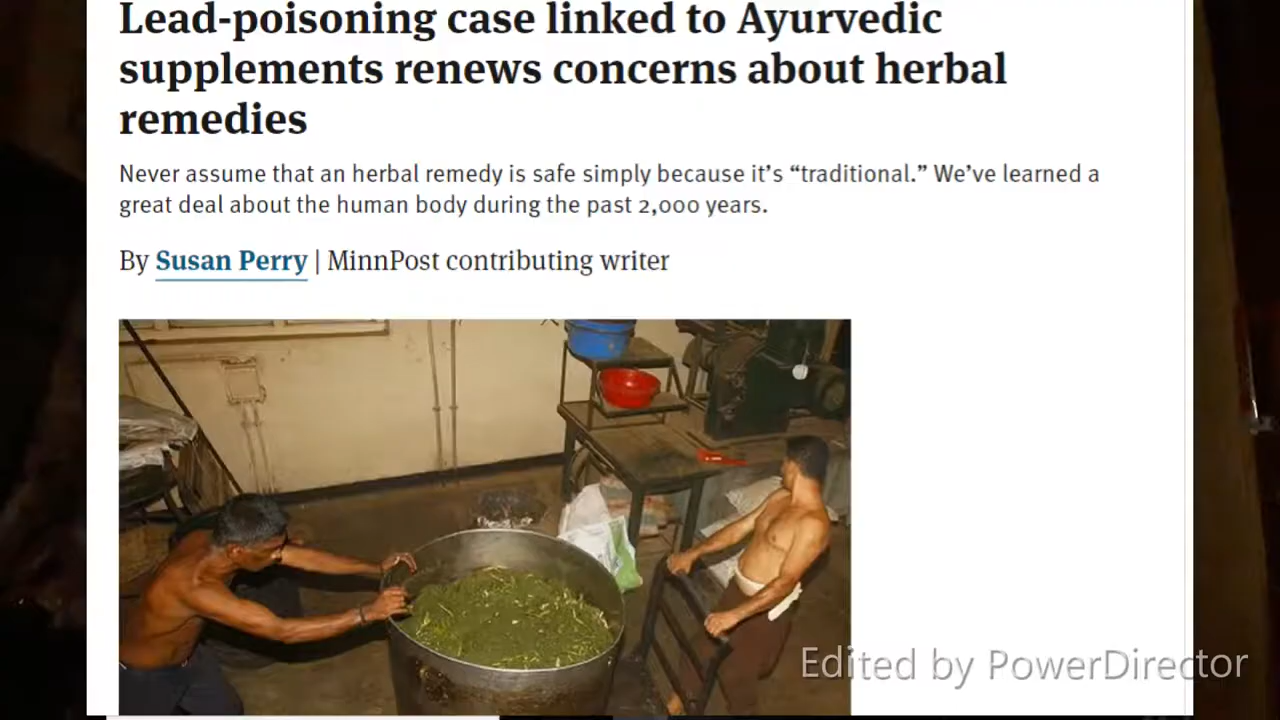 Lead-poisoning case linked to Ayurvedic
supplements renews concerns about herbal
remedies
Never assume that an herbal remedy is safe simply because it’s “traditional.” We’ve learned a
great deal about the human body during the past 2,000 years.
By Susan Perry | MinnPost contributing writer
Edited by PowerDirector